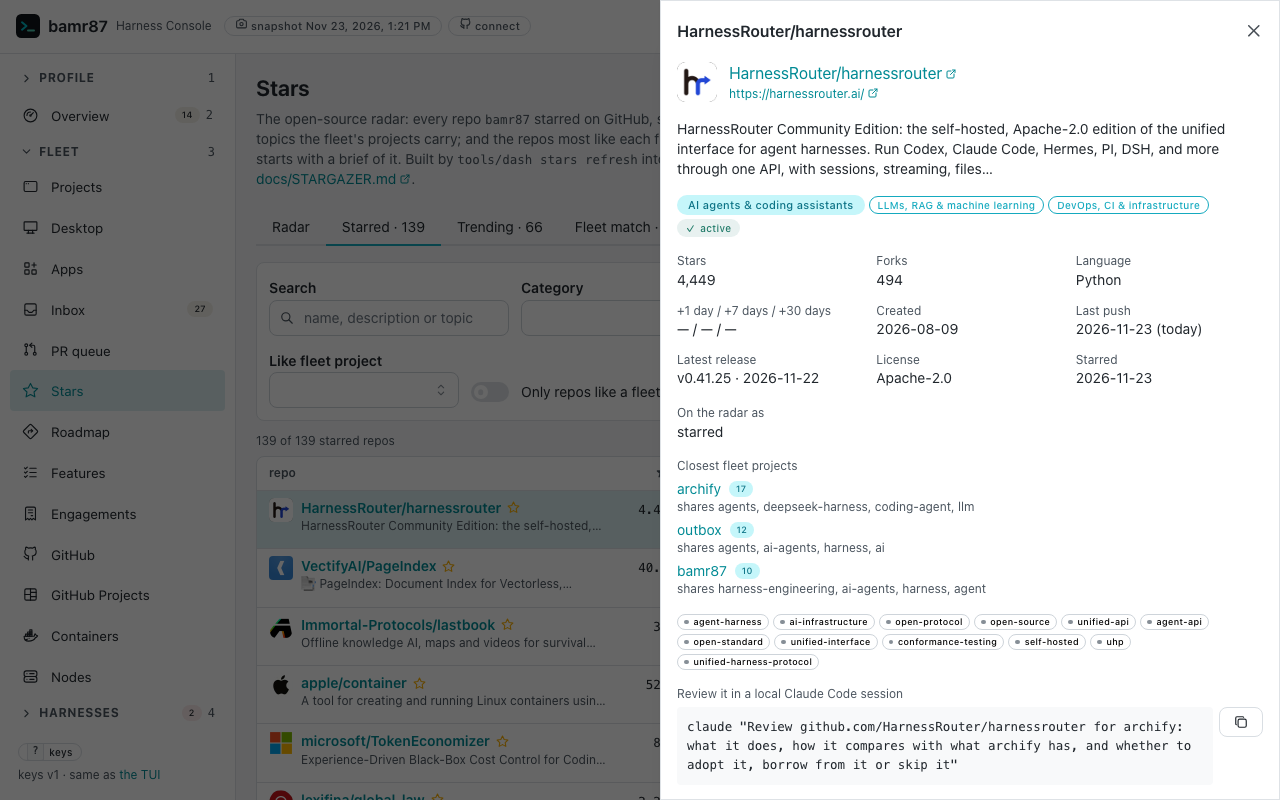 bamr87 Harness Console snapshot Nov 23, 2026, 1:21 PM connect
PROFILE 1
Overview 14 2
FLEET 3
Projects
Desktop
Apps
Inbox 27
PR queue
Stars
Roadmap
Features
Engagements
GitHub
GitHub Projects
Containers
Nodes
HARNESSES 2 4
? keys
keys v1 · same as the TUI
Stars
The open-source radar: every repo bamr87 starred on GitHub,
topics the fleet's projects carry; and the repos most like each
starts with a brief of it. Built by tools/dash stars refresh
docs/STARGAZER.md.
Radar Starred · 139 Trending · 66 Fleet match ·
Search Category
name, description or topic
Like fleet project
Only repos like a fleet
139 of 139 starred repos
repo
HarnessRouter/harnessrouter
HarnessRouter Community Edition: the self-hosted,...
VectifyAI/PageIndex
PageIndex: Document Index for Vectorless,...
Immortal-Protocols/lastbook
Offline knowledge AI, maps and videos for survival...
apple/container
A tool for creating and running Linux containers using...
microsoft/TokenEconomizer
Experience-Driven Black-Box Cost Control for Codin...
HarnessRouter/harnessrouter
HarnessRouter/harnessrouter
https://harnessrouter.ai/
HarnessRouter Community Edition: the self-hosted, Apache-2.0 edition of the unified
interface for agent harnesses. Run Codex, Claude Code, Hermes, PI, DSH, and more
through one API, with sessions, streaming, files...
AI agents & coding assistants LLMs, RAG & machine learning DevOps, CI & infrastructure
✓ active
Stars Forks Language
4,449 494 Python
+1 day / +7 days / +30 days Created Last push
— / — / — 2026-08-09 2026-11-23 (today)
Latest release License Starred
v0.41.25 · 2026-11-22 Apache-2.0 2026-11-23
On the radar as
starred
Closest fleet projects
archify 17
shares agents, deepseek-harness, coding-agent, llm
outbox 12
shares agents, ai-agents, harness, ai
bamr87 10
shares harness-engineering, ai-agents, harness, agent
agent-harness ai-infrastructure open-protocol open-source unified-api agent-api
open-standard unified-interface conformance-testing self-hosted uhp
unified-harness-protocol
Review it in a local Claude Code session
claude "Review github.com/HarnessRouter/harnessrouter for archify:
what it does, how it compares with what archify has, and whether to
adopt it, borrow from it or skip it"